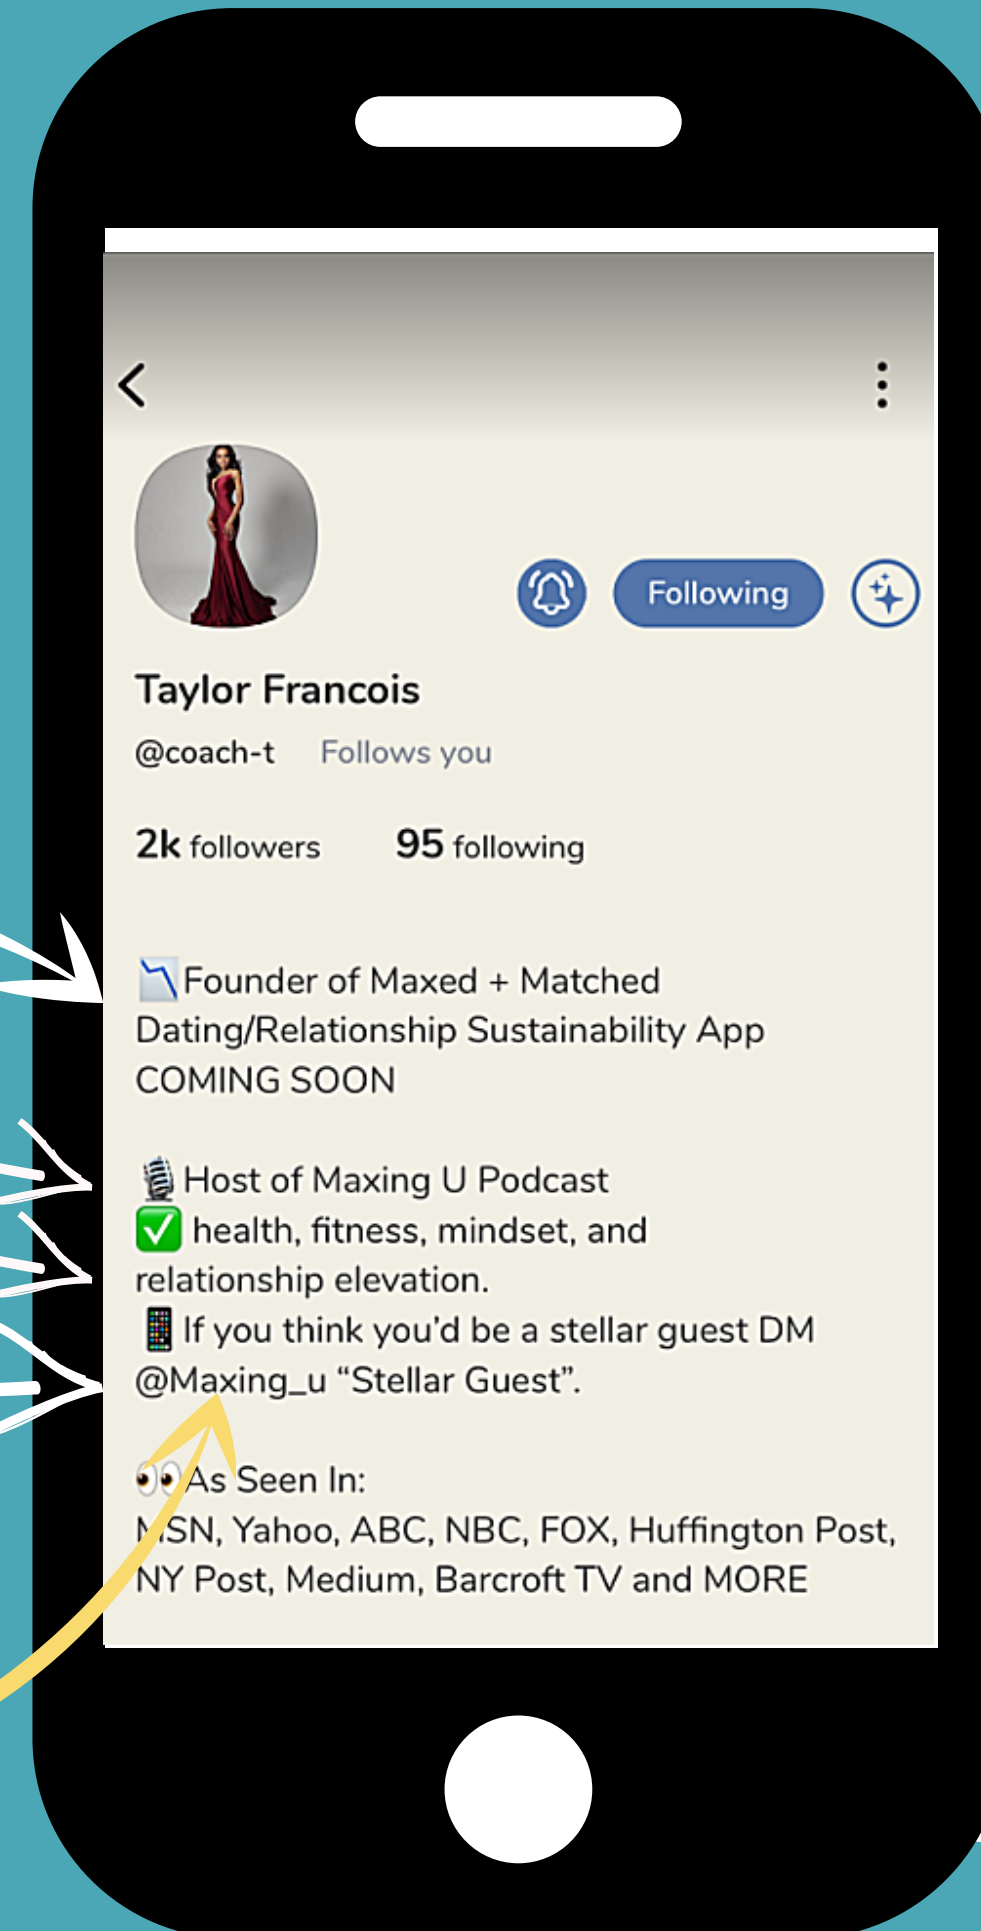 Following
Taylor Francois
@coach-t Follows you
2k followers 95 following
📉Founder of Maxed + Matched
Dating/Relationship Sustainability App
COMING SOON
🎙Host of Maxing U Podcast
✅ health, fitness, mindset, and
relationship elevation.
📱If you think you’d be a stellar guest DM
@Maxing_u “Stellar Guest”.
👀As Seen In:
MSN, Yahoo, ABC, NBC, FOX, Huffington Post,
NY Post, Medium, Barcroft TV and MORE